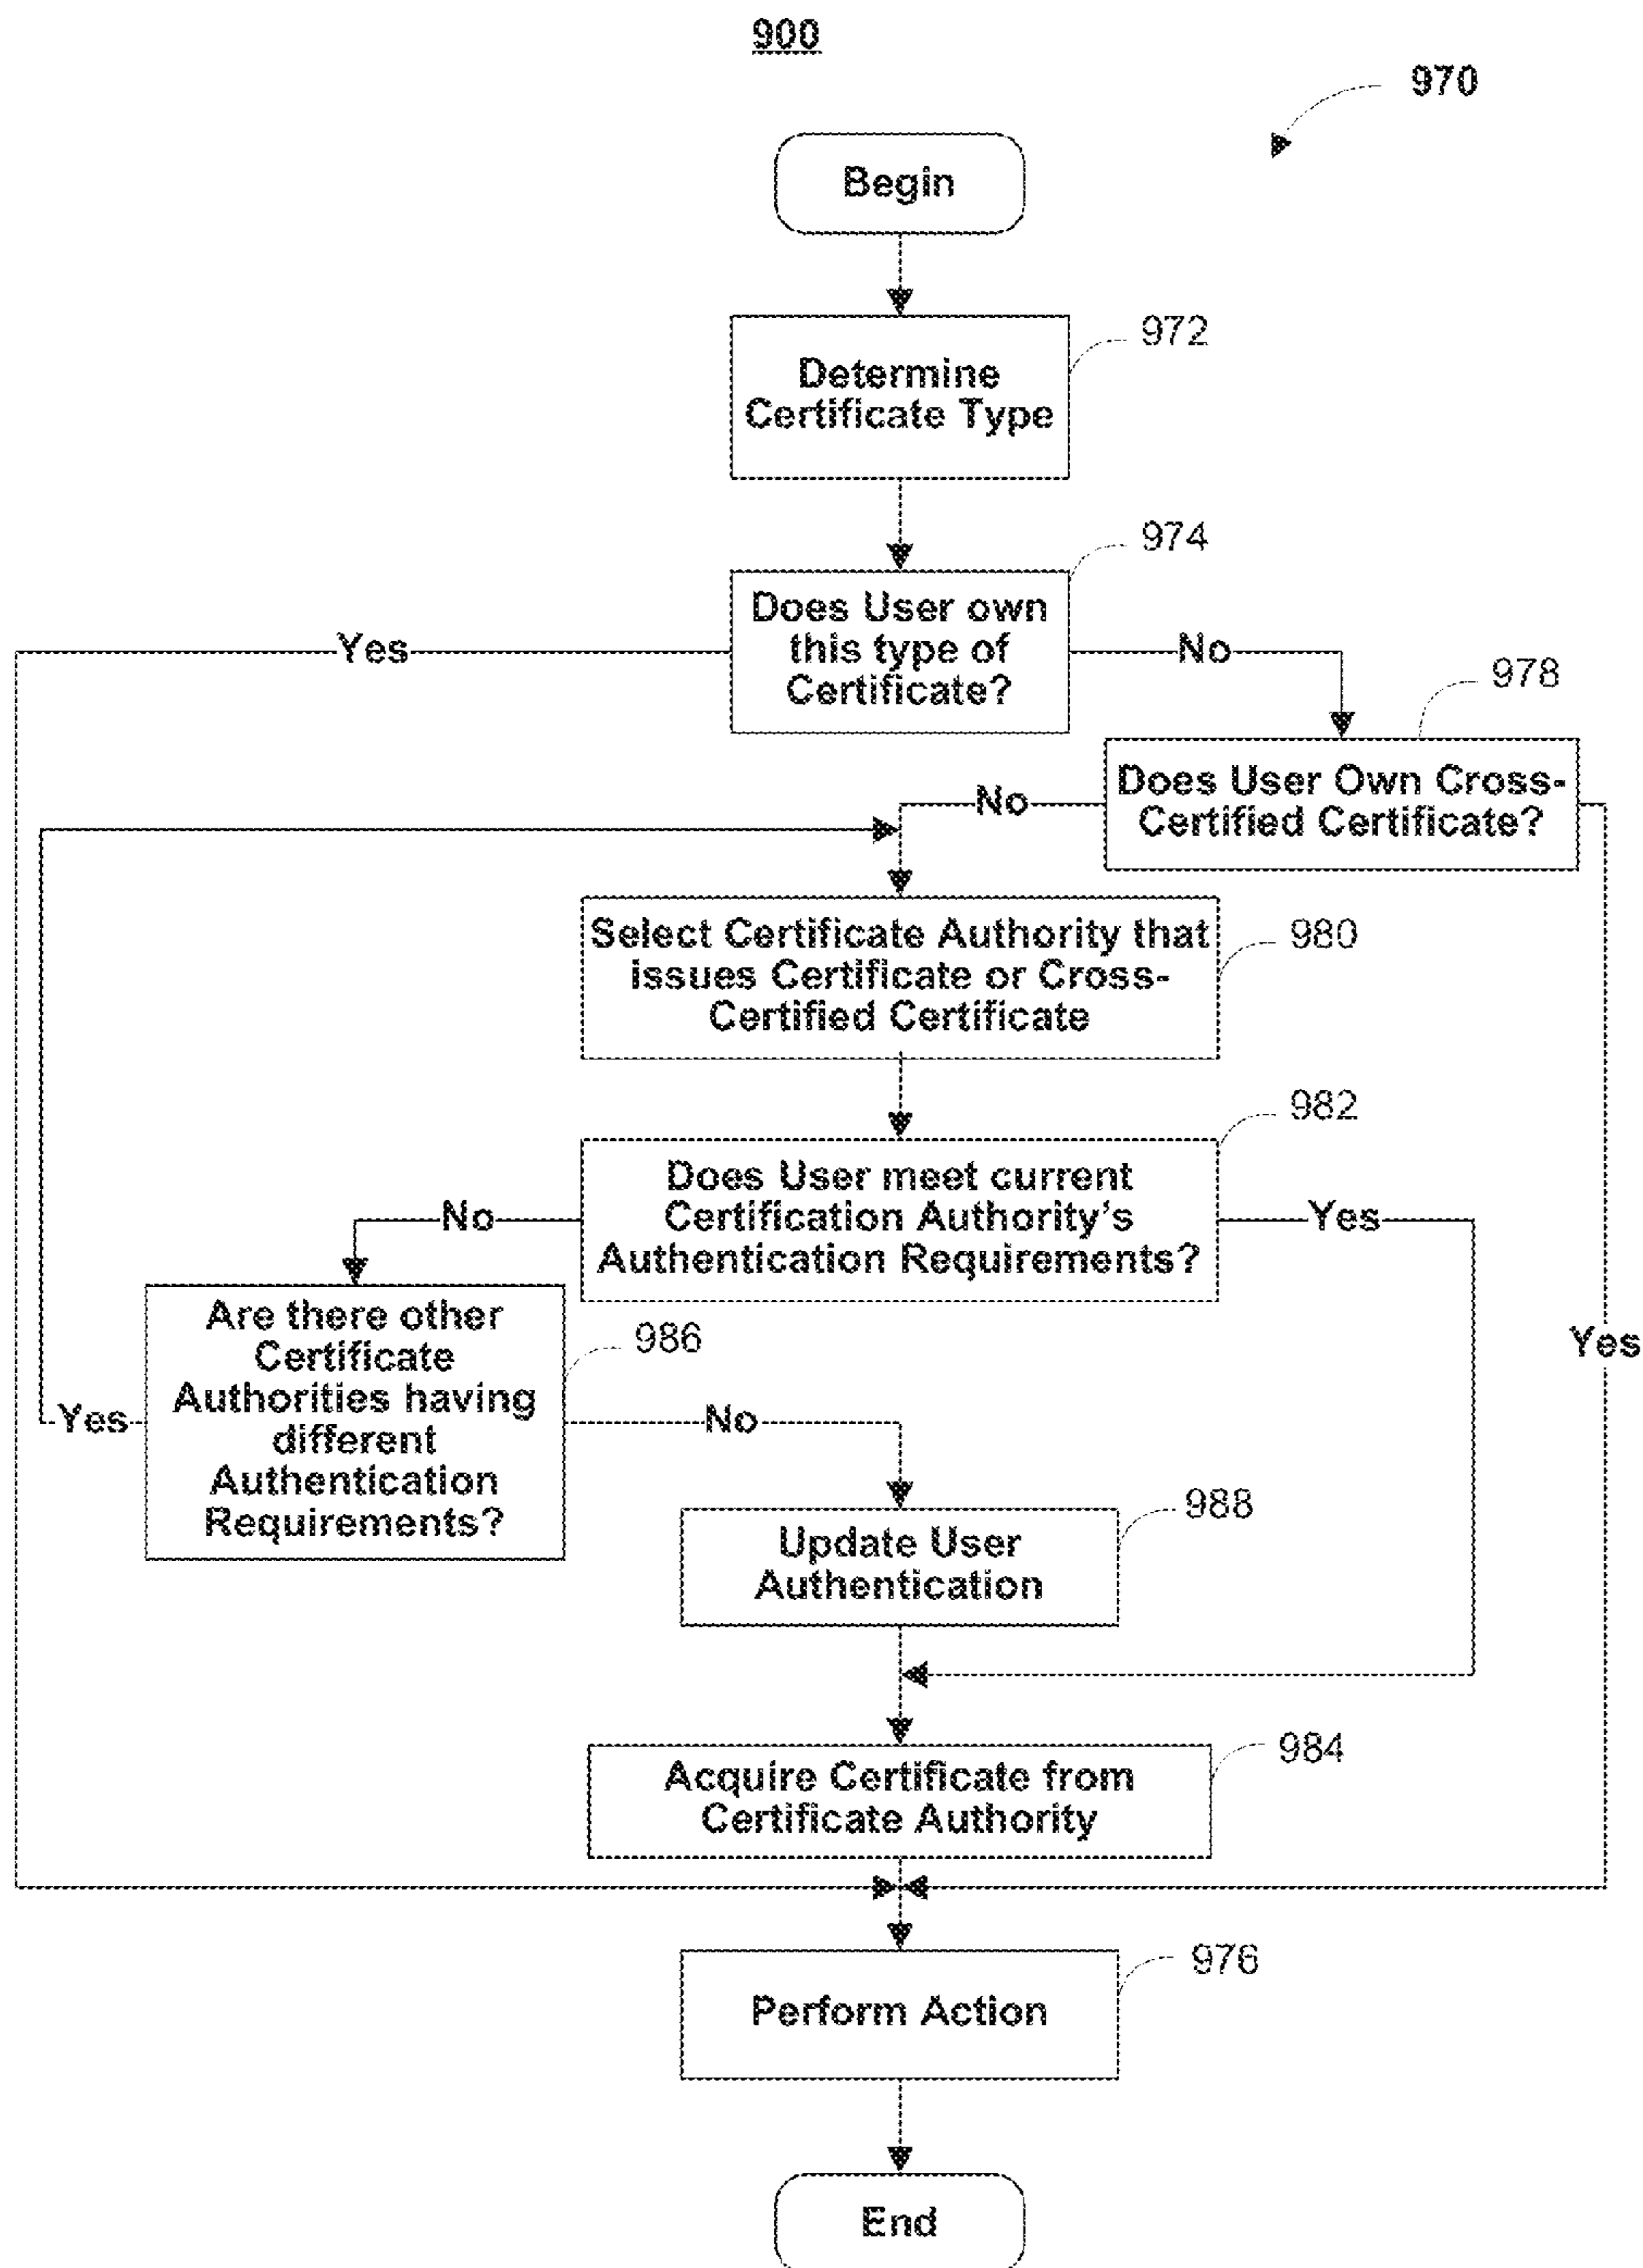 900
970
Begin
972
Determine
Certificate Type
974
Does User own
this type of
Certificate?
Yes
No
978
Does User Own Cross-
Certified Certificate?
No
Select Certificate Authority that
issues Certificate or Cross-
Certified Certificate
980
982
Does User meet current
Certification Authority's
Authentication Requirements?
No
Yes
Are there other
Certificate
Authorities having
different
Authentication
Requirements?
986
Yes
Yes
No
988
Update User
Authentication
984
Acquire Certificate from
Certificate Authority
976
Perform Action
End